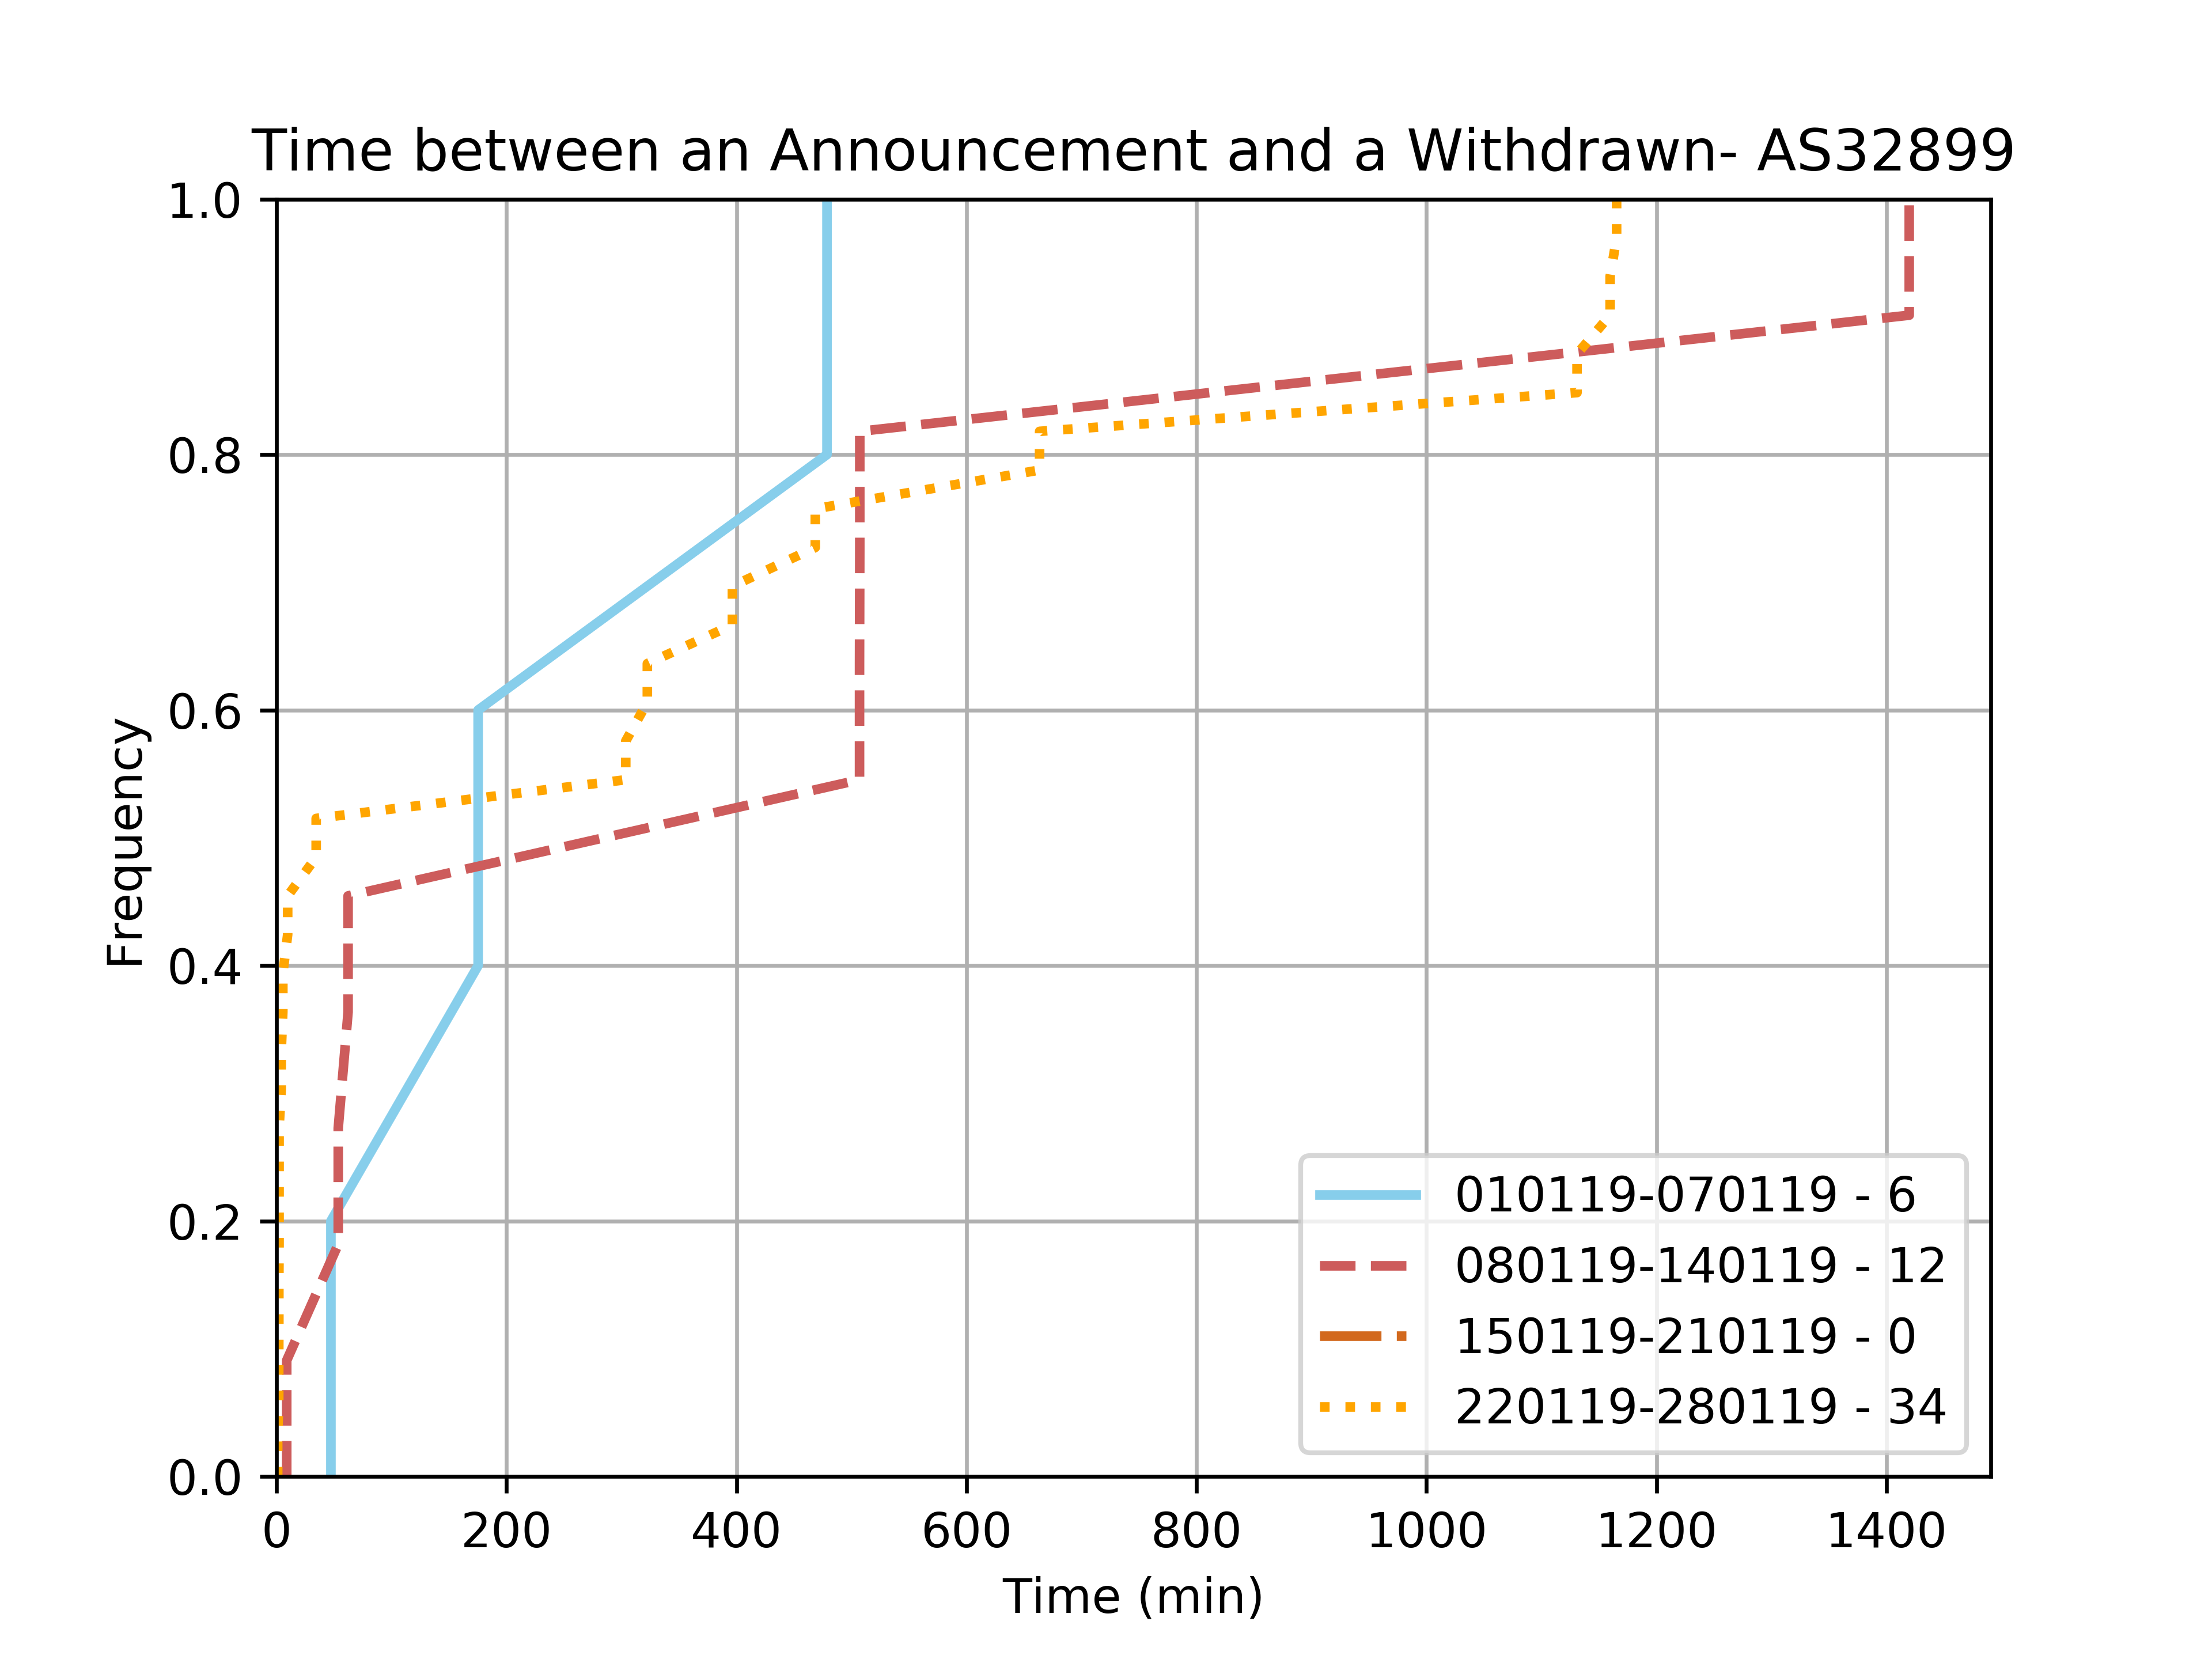 Time between an Announcement and a Withdrawn- AS32899
1.0
0.8
0.6
0.4
0.2
0.0
Frequency
0 200 400 600 800 1000 1200 1400
Time (min)
010119-070119 - 6
080119-140119 - 12
150119-210119 - 0
220119-280119 - 34